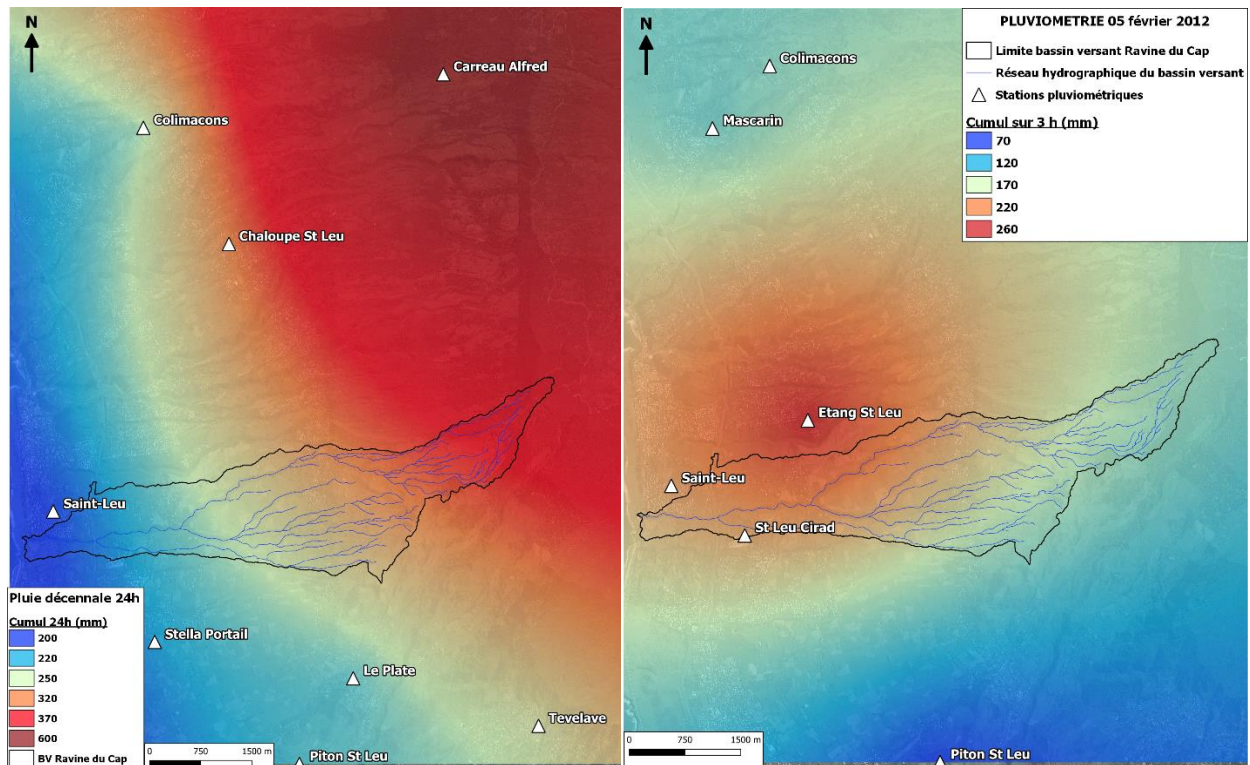 N
Carreau Alfred
Colimacons
Chaloupe St Leu
Saint-Leu
Pluie décennale 24h
Cumul 24h (mm)
200
220
250
320
370
600
BV Ravine du Cap
Stella Portail
Le Plate
Tevelave
Piton St Leu
0 750 1500 m
N
PLUVIOMETRIE 05 février 2012
Limite bassin versant Ravine du Cap
Réseau hydrographique du bassin versant
Stations pluviométriques
Cumul sur 3 h (mm)
70
120
170
220
260
Colimacons
Mascarin
Etang St Leu
Saint-Leu
St Leu Cirad
Piton St Leu
0 750 1500 m